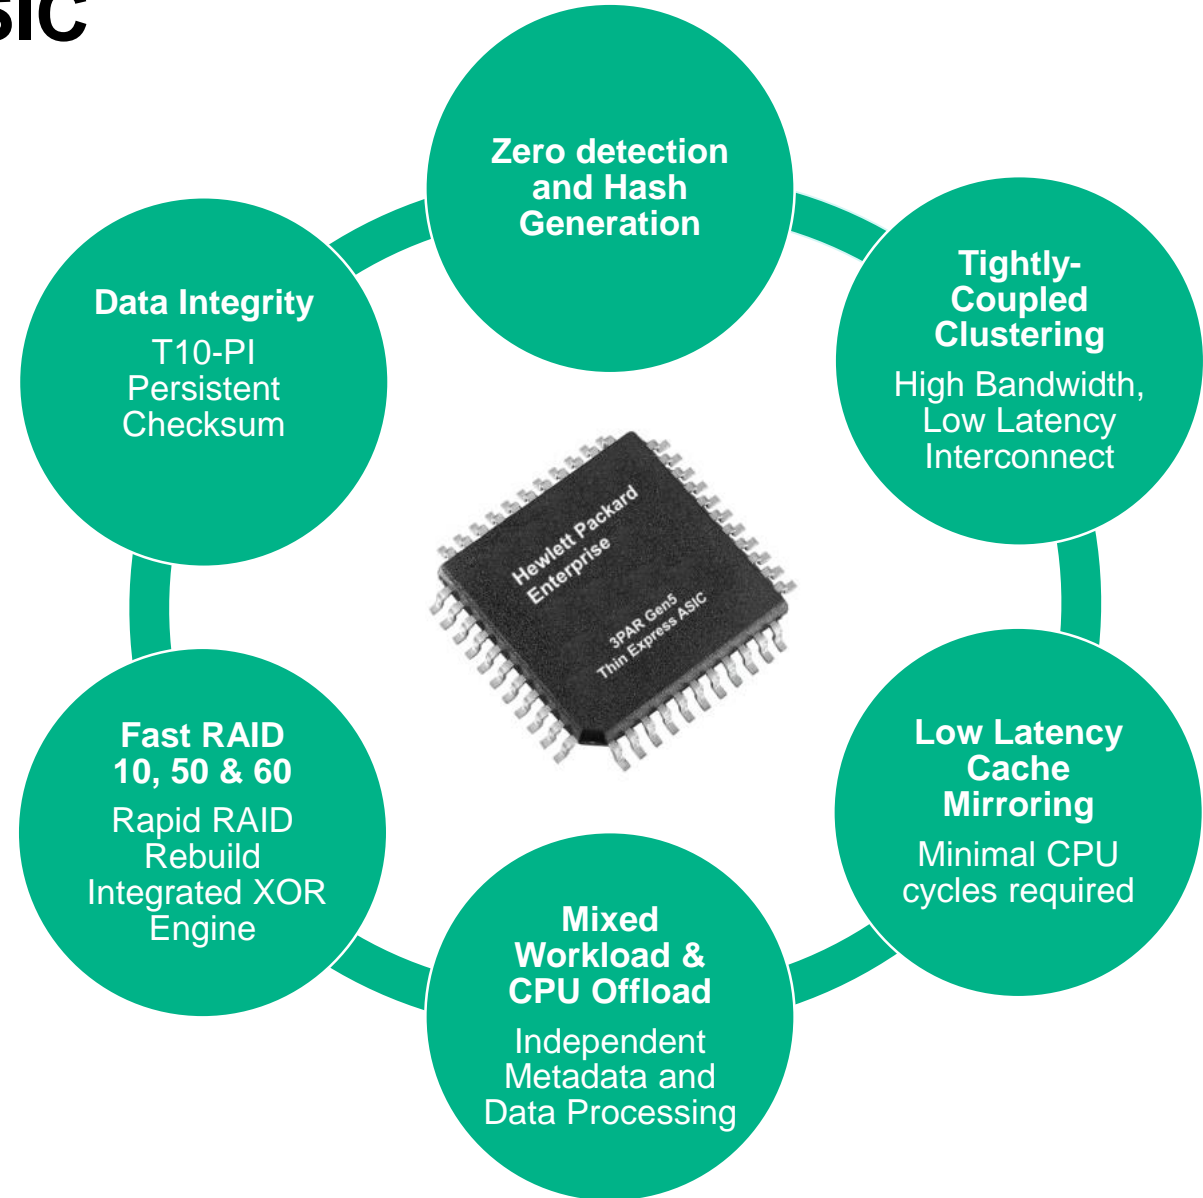 SIC
Zero detection
and Hash
Generation
Tightly-
Coupled
Clustering
High Bandwidth,
Low Latency
Interconnect
Low Latency
Cache
Mirroring
Minimal CPU
cycles required
Mixed
Workload &
CPU Offload
Independent
Metadata and
Data Processing
Fast RAID
10, 50 & 60
Rapid RAID
Rebuild
Integrated XOR
Engine
Data Integrity
T10-PI
Persistent
Checksum
Hewlett Packard
Enterprise
3PAR Gen5
Thin Express ASIC